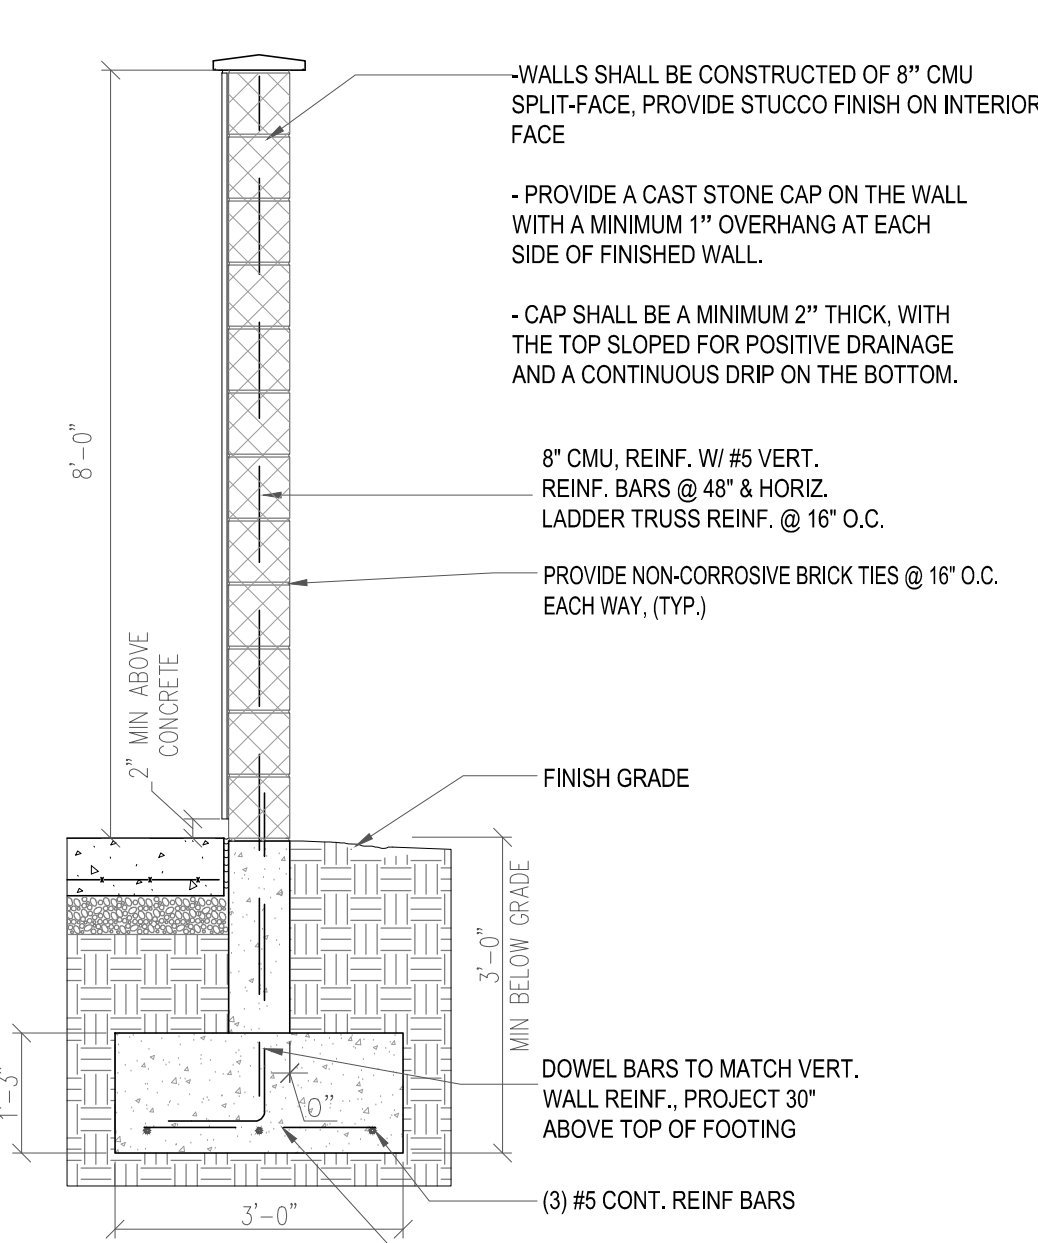 -WALLS SHALL BE CONSTRUCTED OF 8” CMU
SPLIT-FACE, PROVIDE STUCCO FINISH ON INTERIOR
FACE
- PROVIDE A CAST STONE CAP ON THE WALL
WITH A MINIMUM 1” OVERHANG AT EACH
SIDE OF FINISHED WALL.
- CAP SHALL BE A MINIMUM 2” THICK, WITH
THE TOP SLOPED FOR POSITIVE DRAINAGE
AND A CONTINUOUS DRIP ON THE BOTTOM.
8'-0"
8" CMU, REINF. W/ #5 VERT.
REINF. BARS @ 48" & HORIZ.
LADDER TRUSS REINF. @ 16" O.C.
PROVIDE NON-CORROSIVE BRICK TIES @ 16" O.C.
EACH WAY, (TYP.)
2" MIN ABOVE
CONCRETE
FINISH GRADE
3'-0"
MIN BELOW GRADE
DOWEL BARS TO MATCH VERT.
WALL REINF., PROJECT 30"
ABOVE TOP OF FOOTING
0"
(3) #5 CONT. REINF BARS
3'-0"